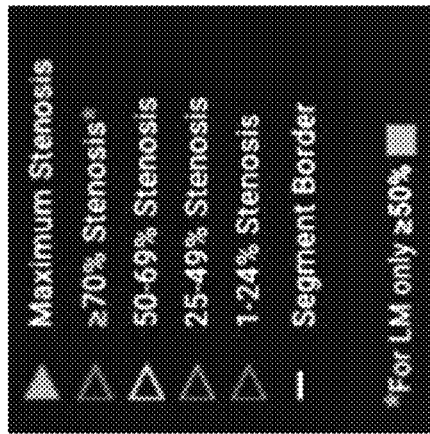 Maximum Stenosis
≥70% Stenosis*
50-69% Stenosis
25-49% Stenosis
1-24% Stenosis
Segment Border
*For LM only ≥50%